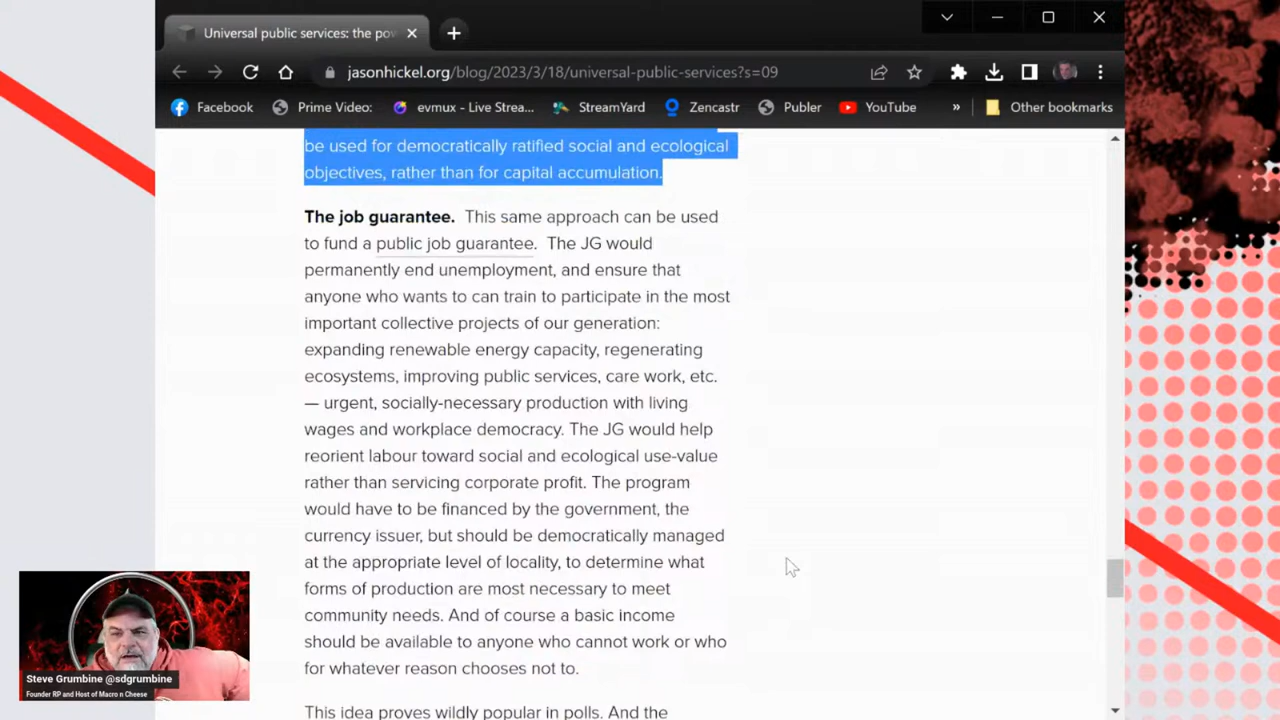 Universal public services: the pow
jasonhickel.org/blog/2023/3/18/universal-public-services?s=09
Facebook
Prime Video:
evmux - Live Strea...
StreamYard
Zencastr
Publer
YouTube
»
Other bookmarks
be used for democratically ratified social and ecological
objectives, rather than for capital accumulation.
The job guarantee. This same approach can be used
to fund a public job guarantee. The JG would
permanently end unemployment, and ensure that
anyone who wants to can train to participate in the most
important collective projects of our generation:
expanding renewable energy capacity, regenerating
ecosystems, improving public services, care work, etc.
— urgent, socially-necessary production with living
wages and workplace democracy. The JG would help
reorient labour toward social and ecological use-value
rather than servicing corporate profit. The program
would have to be financed by the government, the
currency issuer, but should be democratically managed
at the appropriate level of locality, to determine what
forms of production are most necessary to meet
community needs. And of course a basic income
should be available to anyone who cannot work or who
for whatever reason chooses not to.
This idea proves wildly popular in polls. And the
Steve Grumbine @sdgrumbine
Founder RP and Host of Macro n Cheese